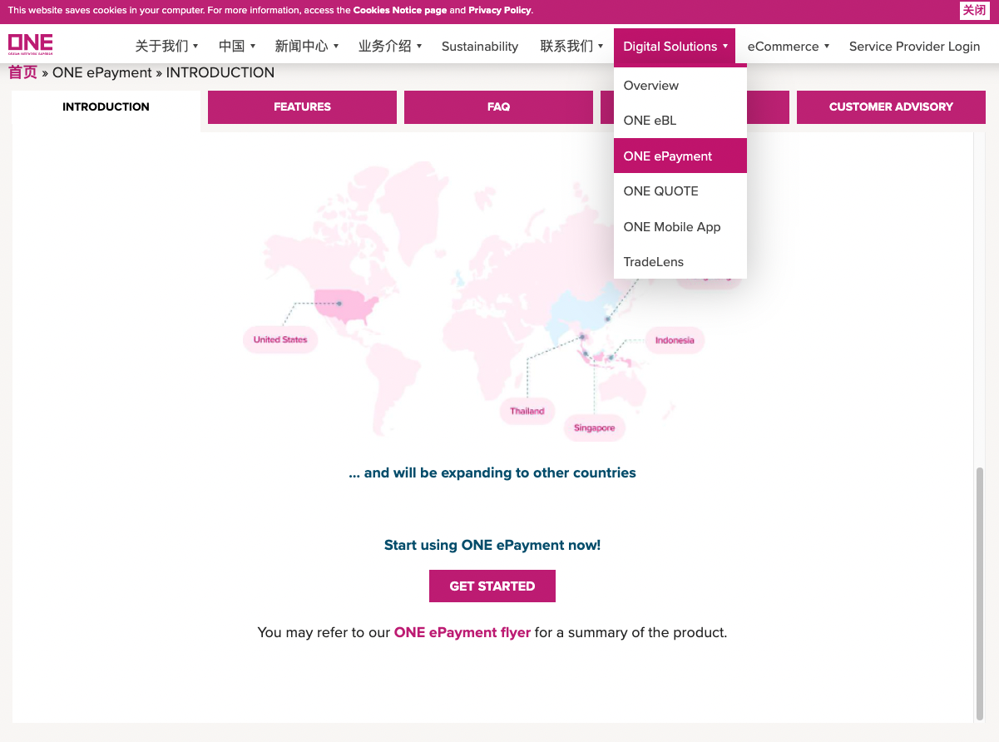 This website saves cookies in your computer. For more information, access the Cookies Notice page and Privacy Policy.
关闭
ONE
OCEAN NETWORK EXPRESS
关于我们 中国 新闻中心 业务介绍 Sustainability 联系我们 Digital Solutions eCommerce Service Provider Login
首页 » ONE ePayment » INTRODUCTION
Overview
ONE eBL
ONE ePayment
ONE QUOTE
ONE Mobile App
TradeLens
INTRODUCTION FEATURES FAQ CUSTOMER ADVISORY
United States
Indonesia
Thailand
Singapore
... and will be expanding to other countries
Start using ONE ePayment now!
GET STARTED
You may refer to our ONE ePayment flyer for a summary of the product.